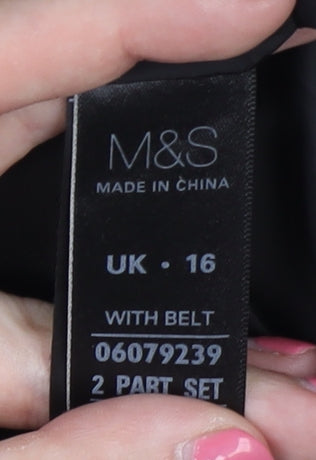 M&S
MADE IN CHINA
UK • 16
WITH BELT
06079239
2 PART SET